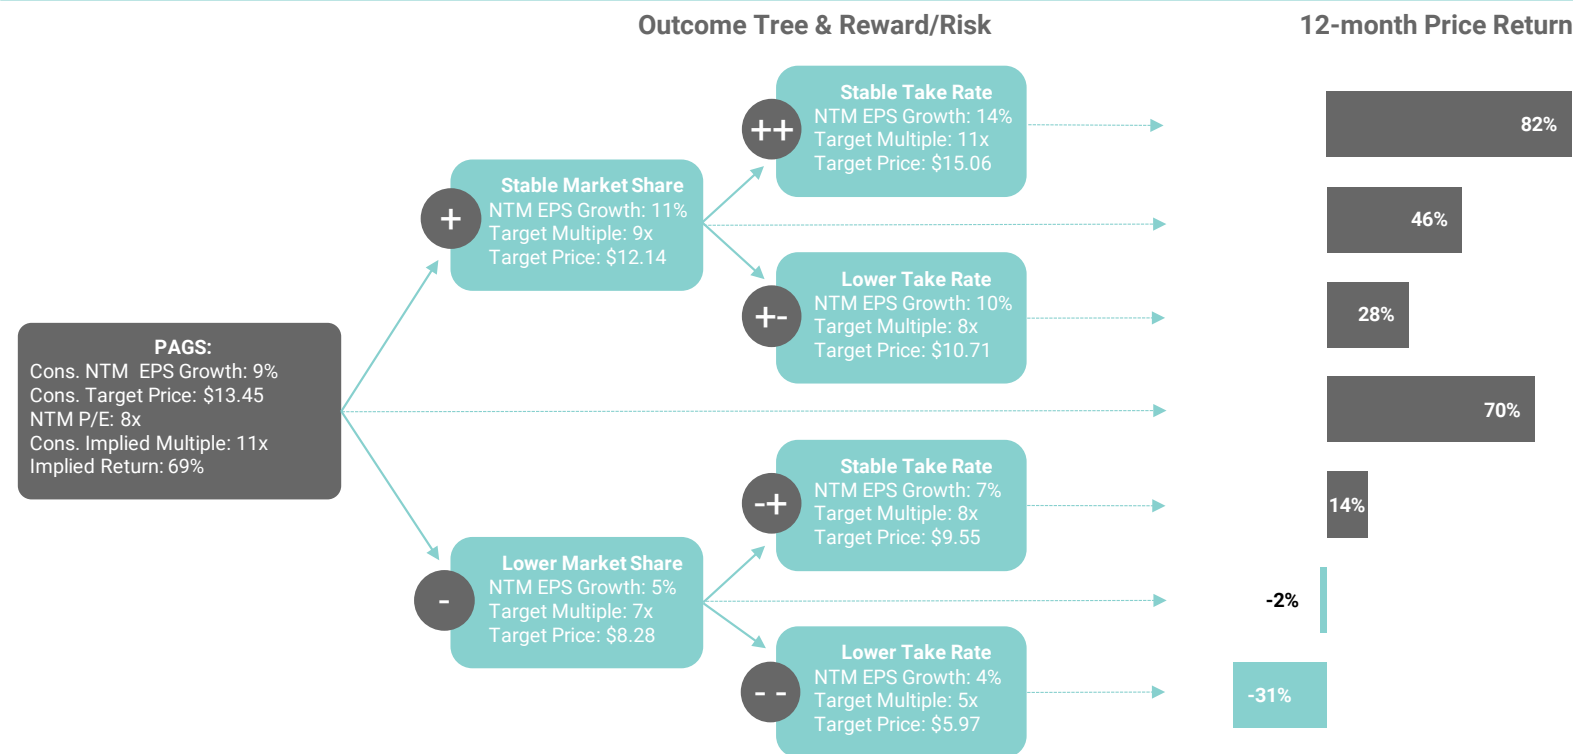 Outcome Tree & Reward/Risk
12-month Price Return
PAGS:
Cons. NTM EPS Growth: 9%
Cons. Target Price: $13.45
NTM P/E: 8x
Cons. Implied Multiple: 11x
Implied Return: 69%
+
Stable Market Share
NTM EPS Growth: 11%
Target Multiple: 9x
Target Price: $12.14
-
Lower Market Share
NTM EPS Growth: 5%
Target Multiple: 7x
Target Price: $8.28
++
Stable Take Rate
NTM EPS Growth: 14%
Target Multiple: 11x
Target Price: $15.06
+-
Lower Take Rate
NTM EPS Growth: 10%
Target Multiple: 8x
Target Price: $10.71
-+
Stable Take Rate
NTM EPS Growth: 7%
Target Multiple: 8x
Target Price: $9.55
- -
Lower Take Rate
NTM EPS Growth: 4%
Target Multiple: 5x
Target Price: $5.97
82%
46%
28%
70%
14%
-2%
-31%